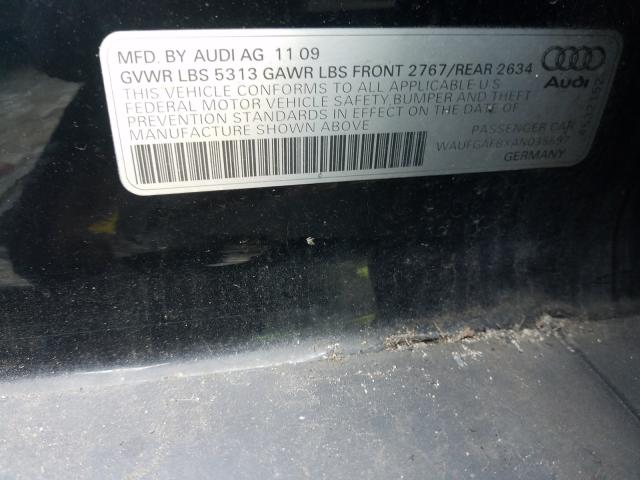 MFD. BY AUDI AG 11 09
GVWR LBS 5313 GAWR LBS FRONT 2767/REAR 2634
THIS VEHICLE CONFORMS TO ALL APPLICABLE U S
FEDERAL MOTOR VEHICLE SAFETY BUMPER AND THEFT
PREVENTION STANDARDS IN EFFECT ON THE DATE OF
MANUFACTURE SHOWN ABOVE
PASSENGER CAR
GERMANY
Audi